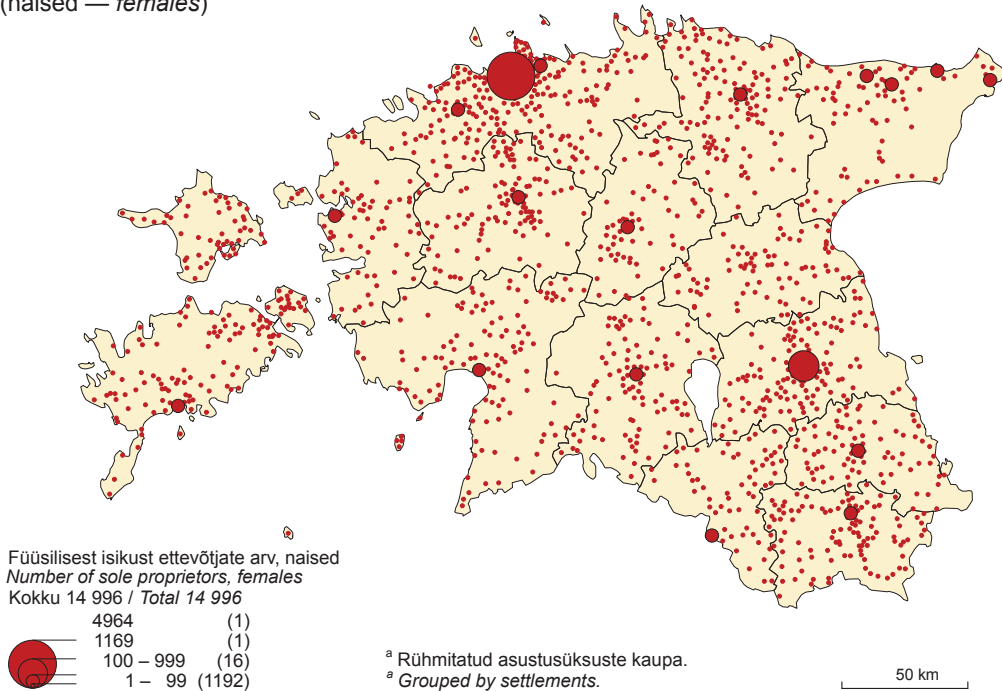 (naised — females)
Füüsilisest isikust ettevõtjate arv, naised
Number of sole proprietors, females
Kokku 14 996 / Total 14 996
4964 (1)
1169 (1)
100 – 999 (16)
1 – 99 (1192)
a Rühmitatud asustusüksuste kaupa.
a Grouped by settlements.
50 km